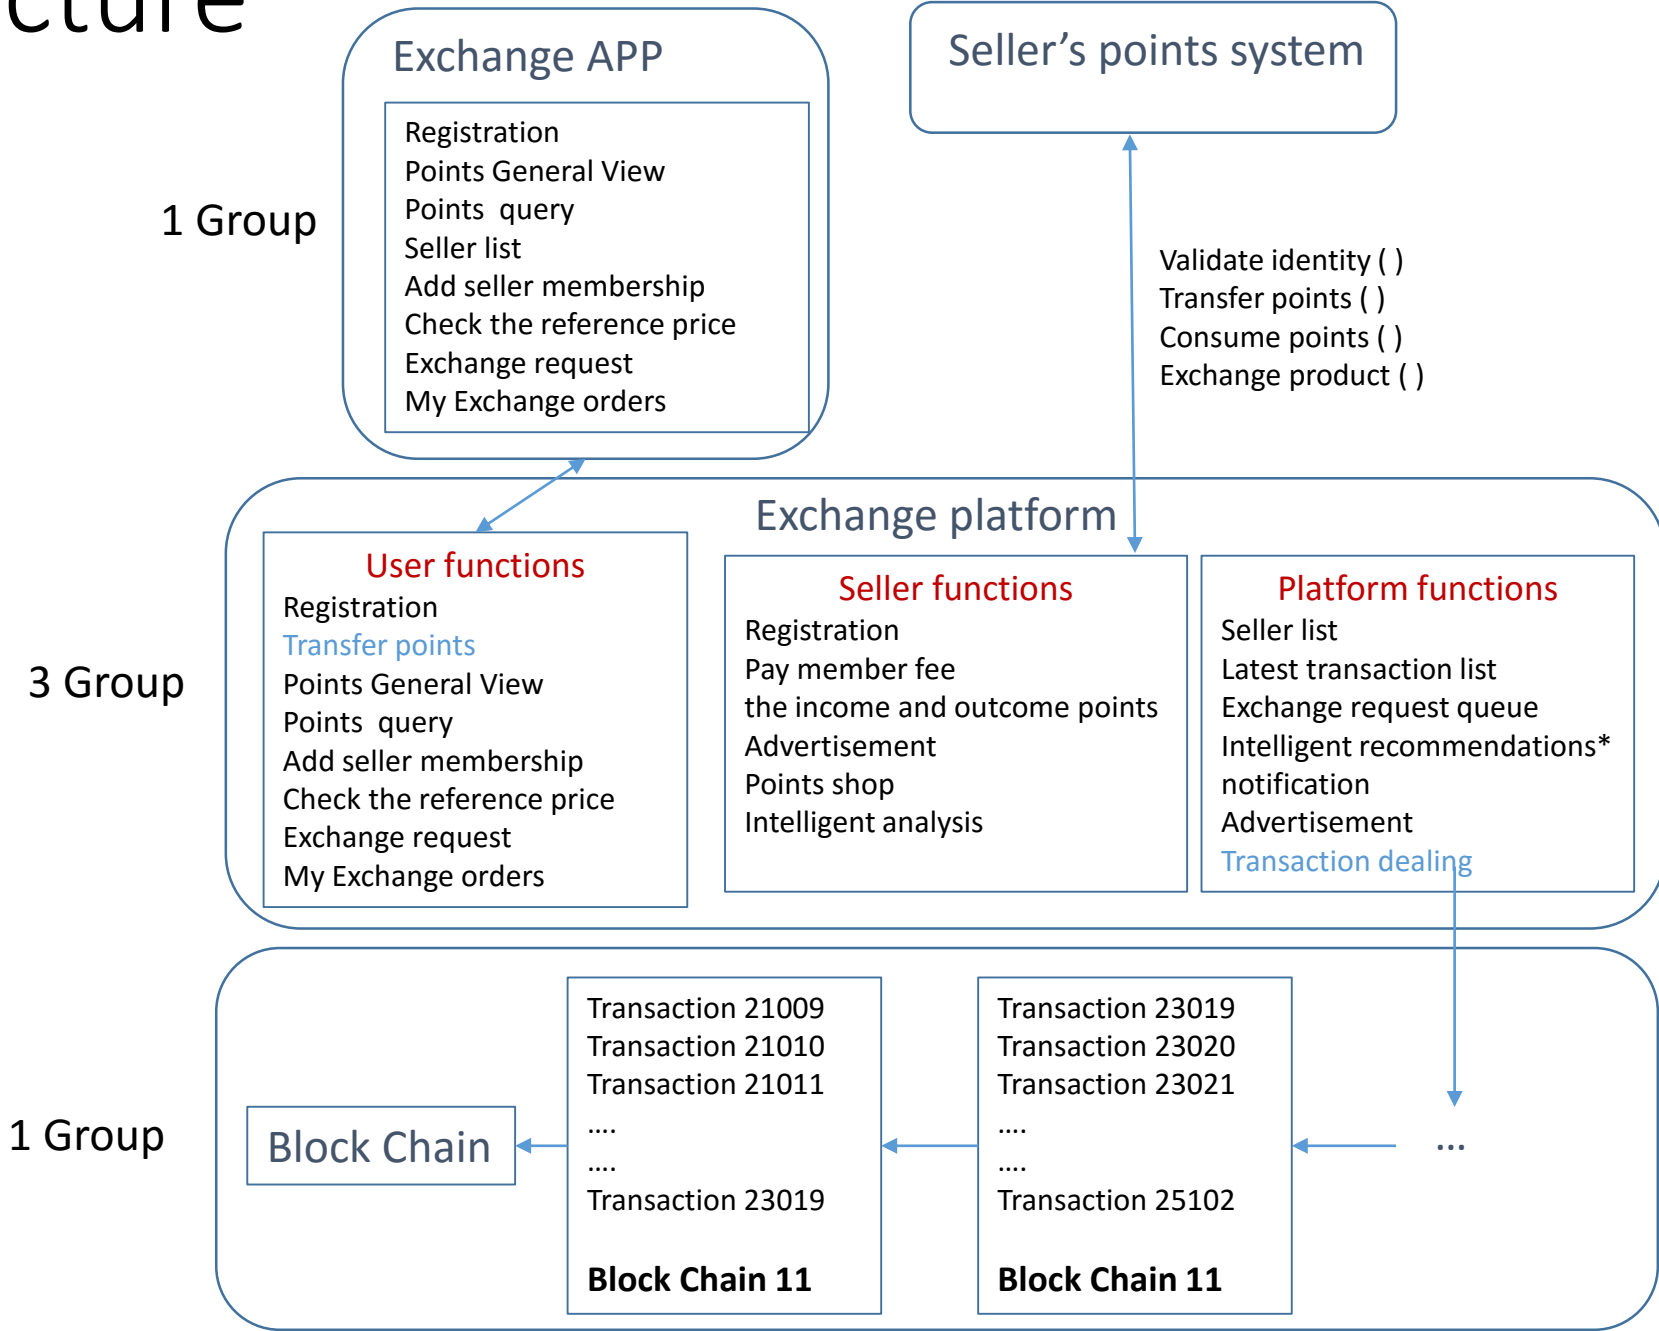 cture
Exchange APP
Registration
Points General View
Points  query
Seller list
Add seller membership
Check the reference price
Exchange request
My Exchange orders
Seller's points system
1 Group
Validate identity ( )
Transfer points ( )
Consume points ( )
Exchange product ( )
Exchange platform
3 Group
User functions
Registration
Transfer points
Points General View
Points  query
Add seller membership
Check the reference price
Exchange request
My Exchange orders
Seller functions
Registration
Pay member fee
the income and outcome points
Advertisement
Points shop
Intelligent analysis
Platform functions
Seller list
Latest transaction list
Exchange request queue
Intelligent recommendations*
notification
Advertisement
Transaction dealing
1 Group
Block Chain
Transaction 21009
Transaction 21010
Transaction 21011
....
....
Transaction 23019
Block Chain 11
Transaction 23019
Transaction 23020
Transaction 23021
....
....
Transaction 25102
Block Chain 11
...